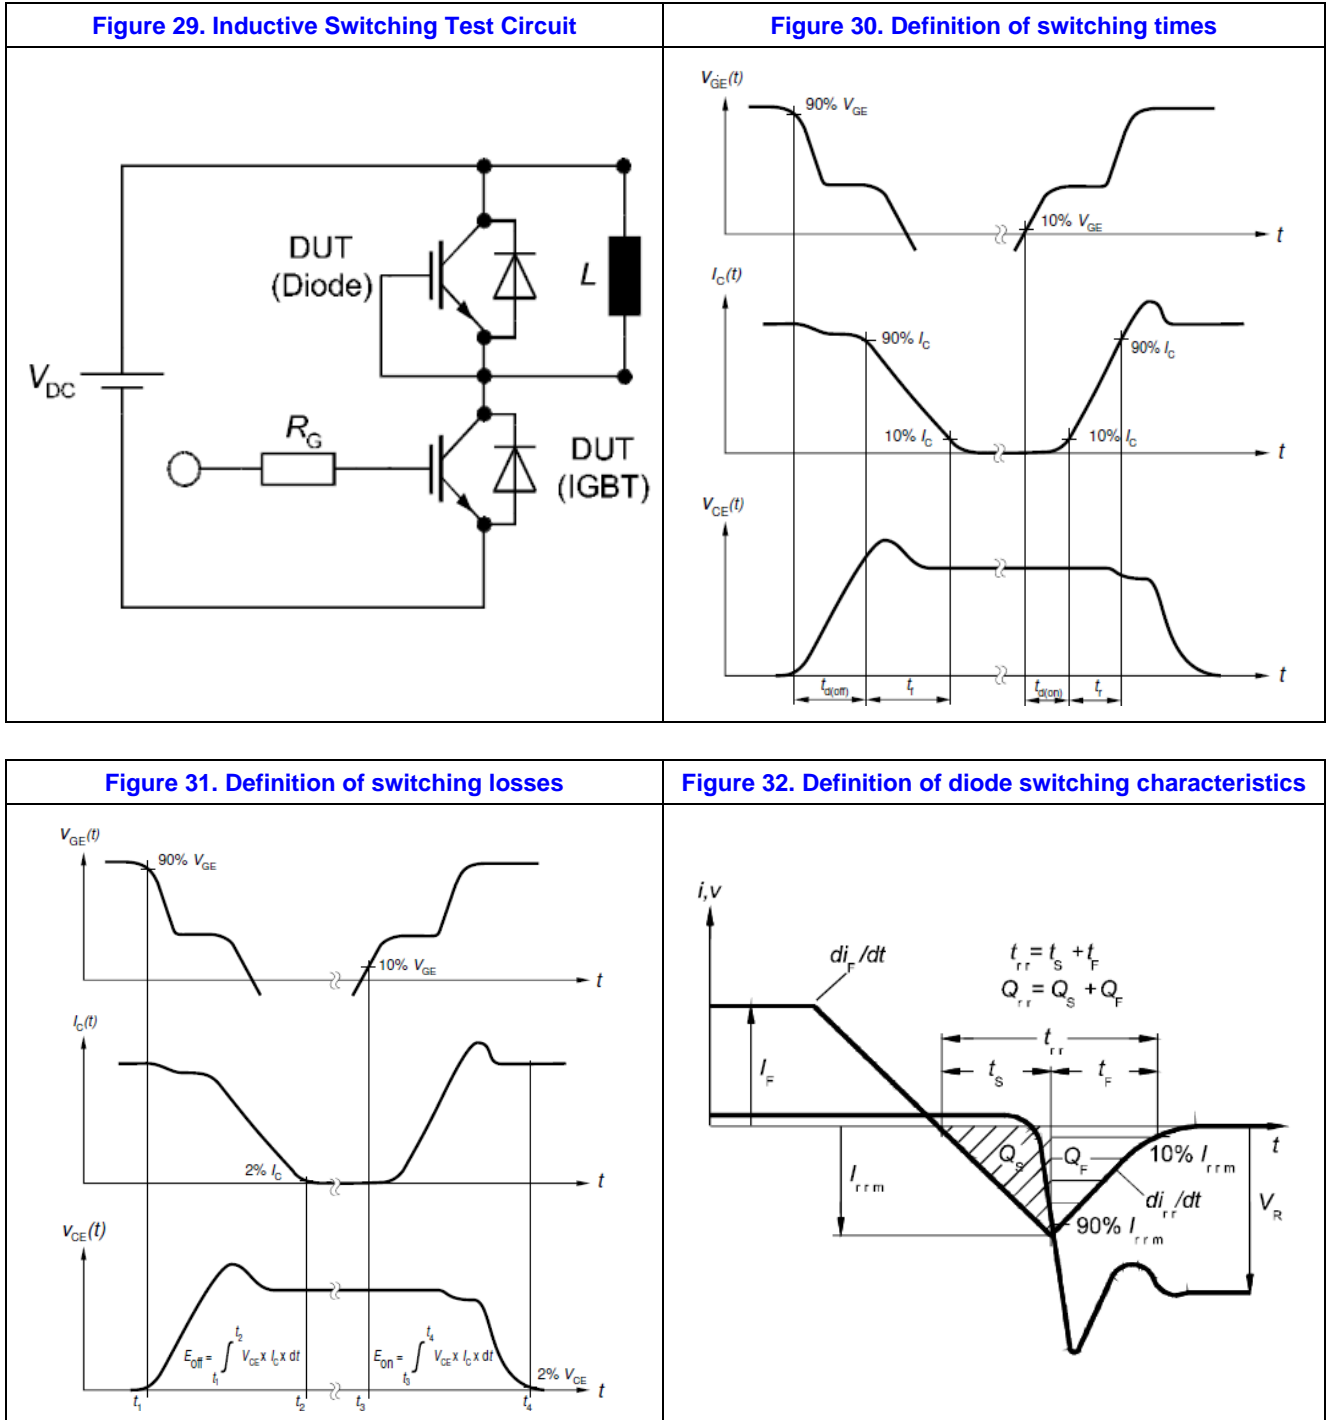 Figure 29. Inductive Switching Test Circuit
DUT
(Diode)
L
VDC
RG
DUT
(IGBT)
Figure 30. Definition of switching times
VGE(t)
90% VGE
10% VGE
t
IC(t)
90% IC
90% IC
10% IC
10% IC
t
VCE(t)
t
td(off)
tf
td(on)
tr
Figure 31. Definition of switching losses
VGE(t)
90% VGE
10% VGE
t
IC(t)
2% IC
t
VCE(t)
Eoff = ∫t1t2 VCE x IC x dt
Eon = ∫t3t4 VCE x IC x dt
2% VCE
t
t1
t2
t3
t4
Figure 32. Definition of diode switching characteristics
i,v
diF/dt
trr = tS + tF
Qrr = QS + QF
trr
IF
tS
tF
t
QS
QF
10% Irrm
Irrm
dirr/dt
VR
90% Irrm